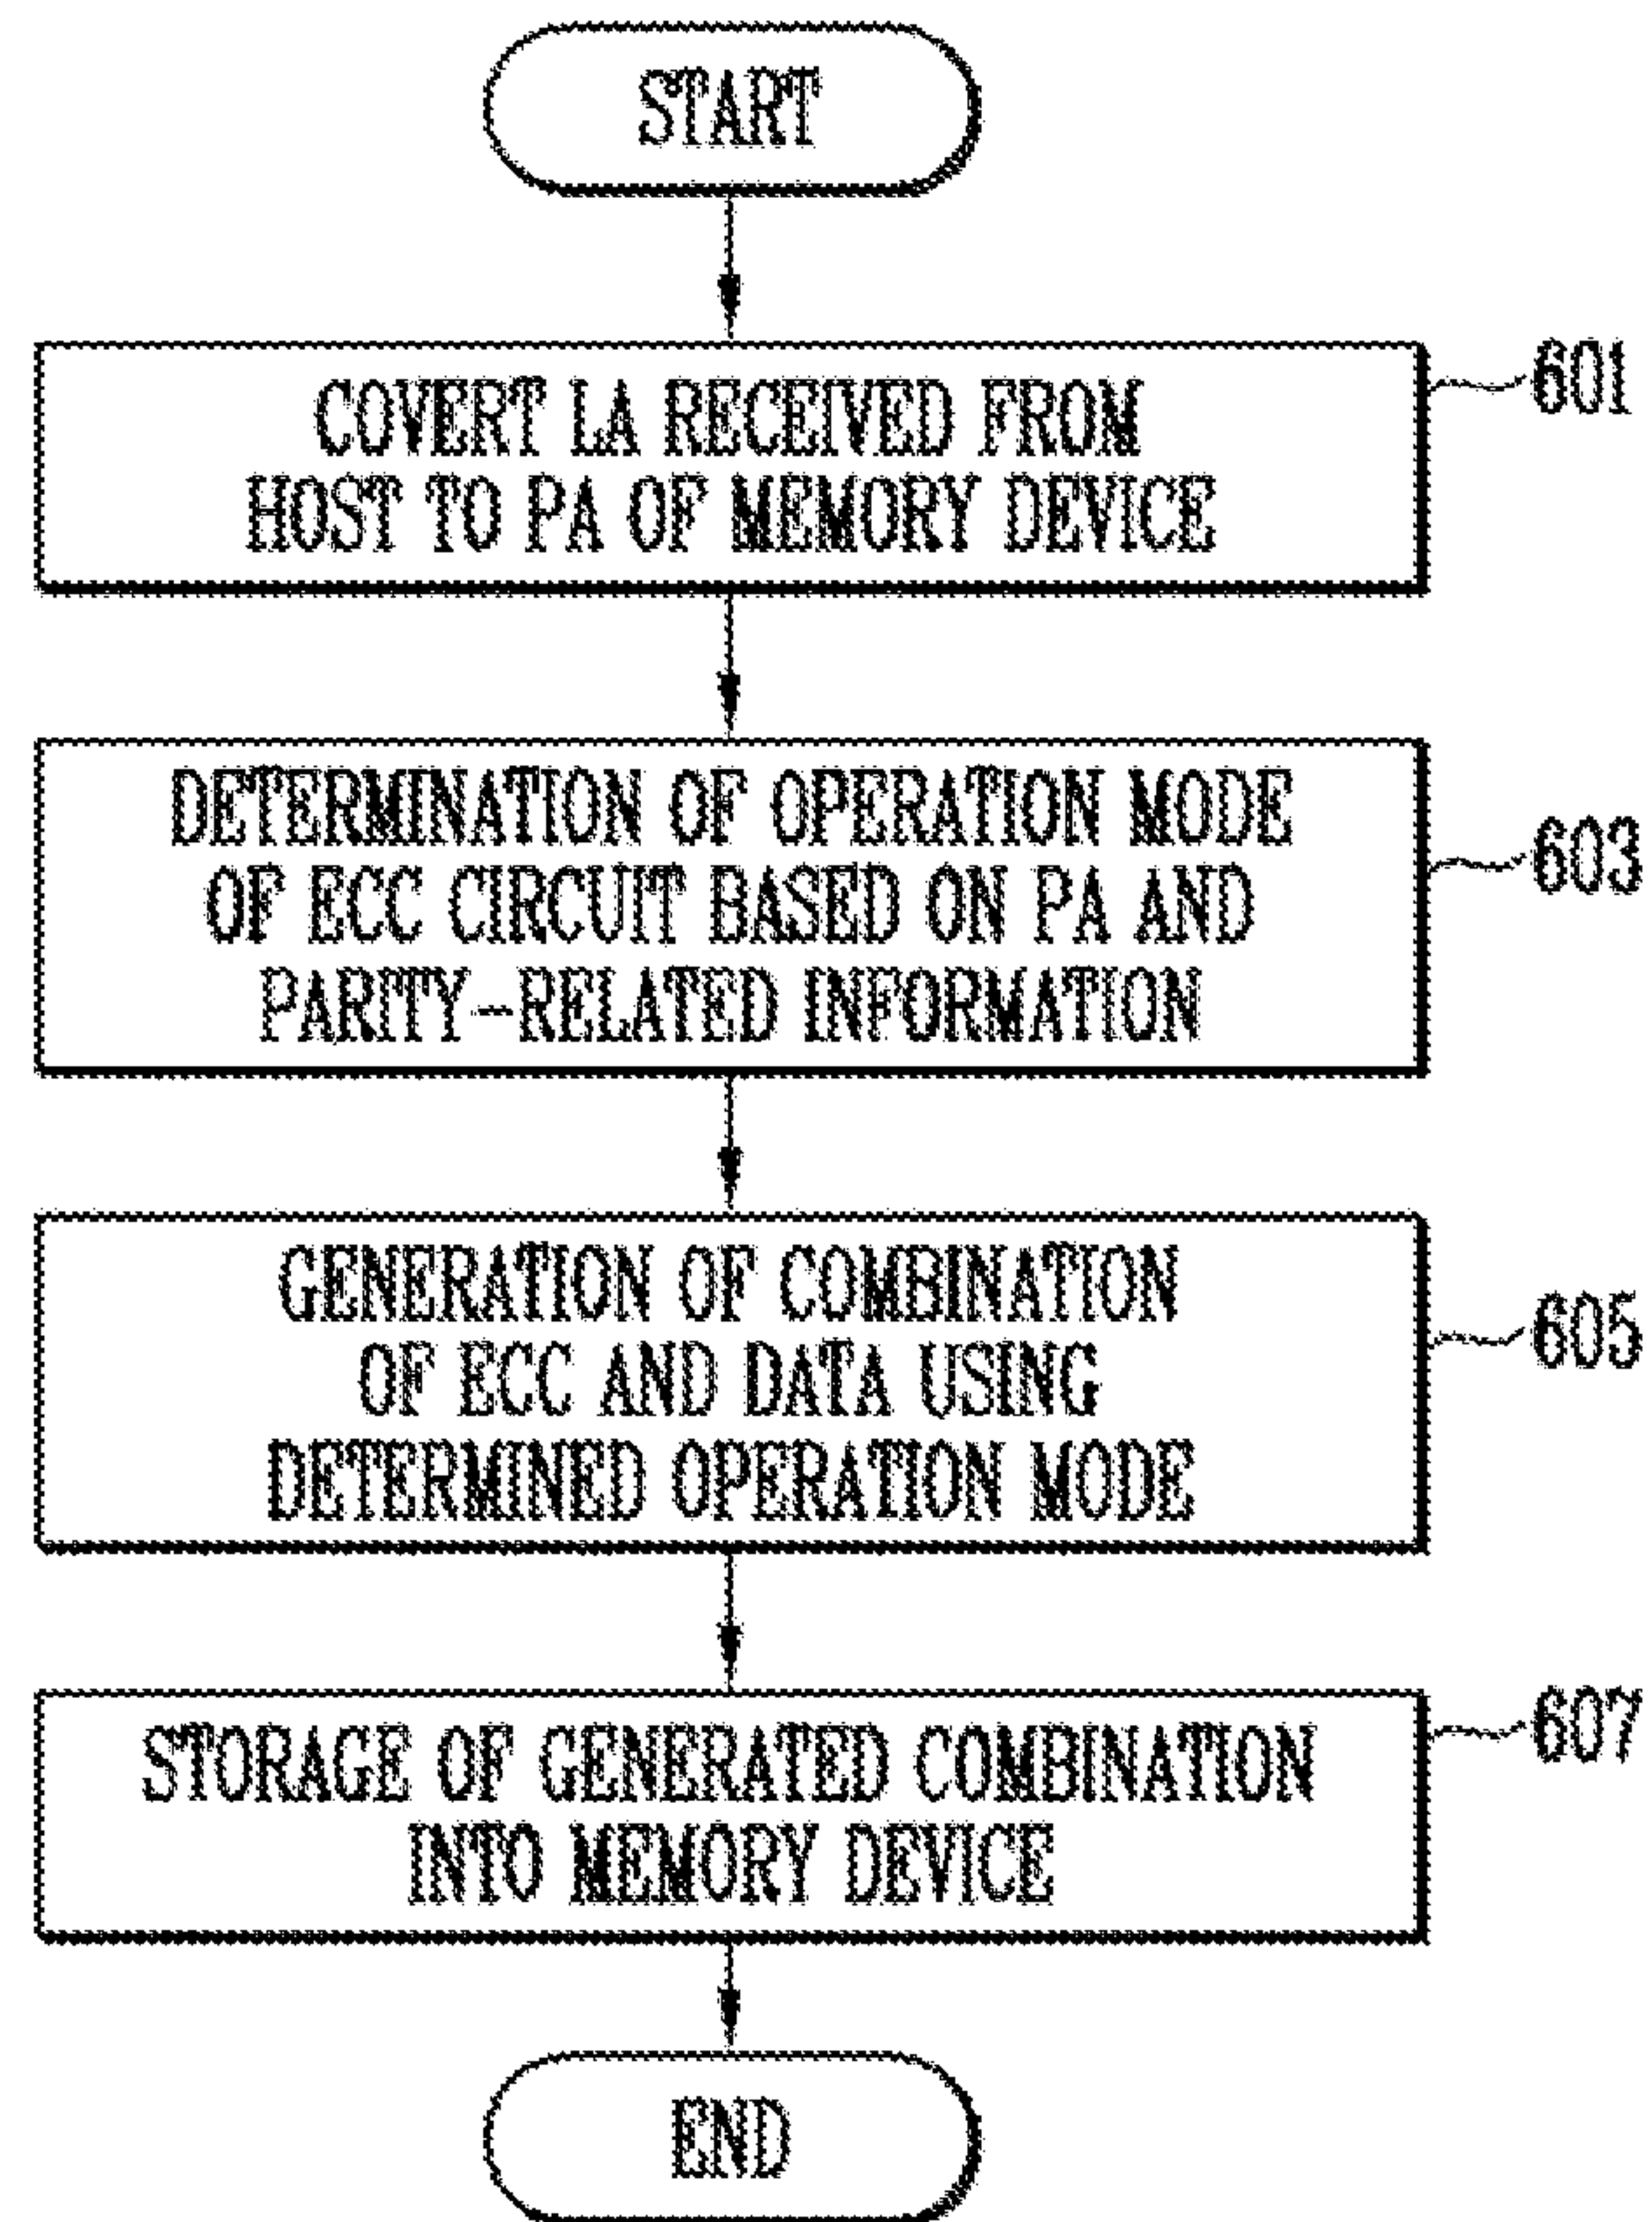 START
COVERT LA RECEIVED FROM
HOST TO PA OF MEMORY DEVICE
601
DETERMINATION OF OPERATION MODE
OF ECC CIRCUIT BASED ON PA AND
PARITY-RELATED INFORMATION
603
GENERATION OF COMBINATION
OF ECC AND DATA USING
DETERMINED OPERATION MODE
605
STORAGE OF GENERATED COMBINATION
INTO MEMORY DEVICE
607
END